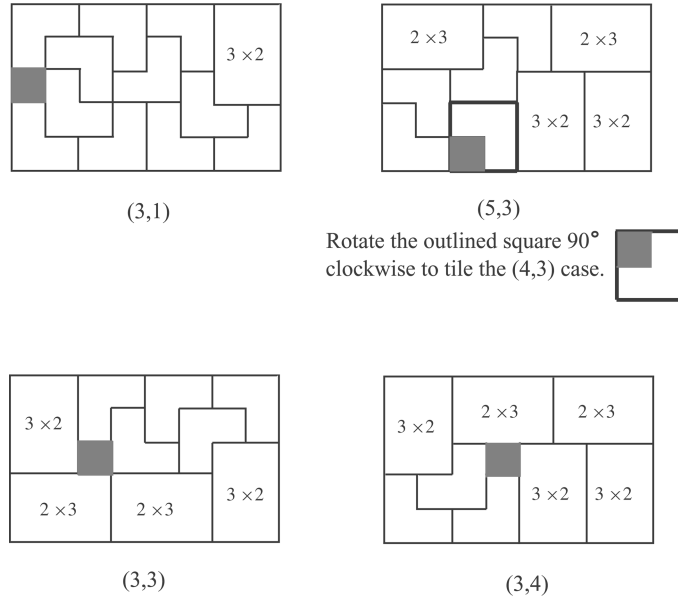 3 × 2
(3,1)
2 × 3
2 × 3
3 × 2
3 × 2
(5,3)
Rotate the outlined square 90°
clockwise to tile the (4,3) case.
3 × 2
2 × 3
2 × 3
3 × 2
(3,3)
3 × 2
2 × 3
2 × 3
3 × 2
3 × 2
(3,4)